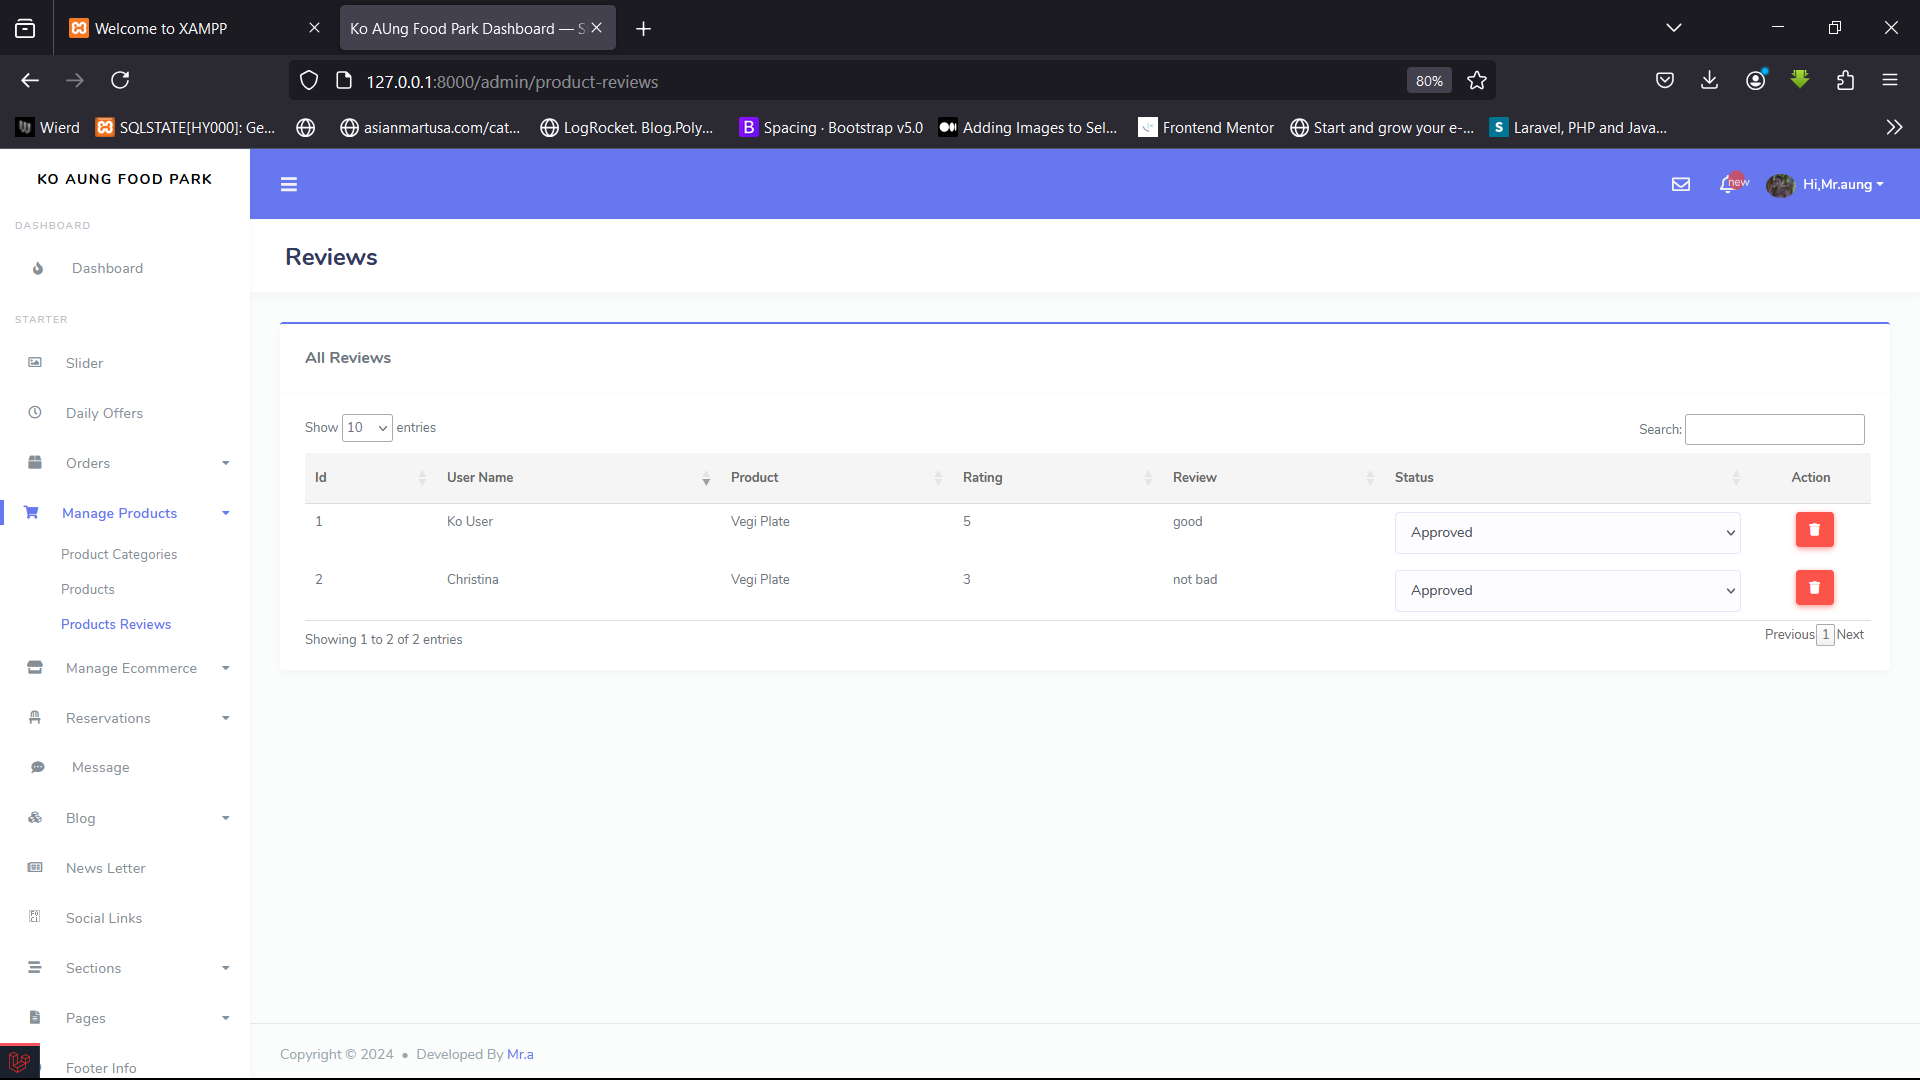 Welcome to XAMPP
Ko AUng Food Park Dashboard — S
127.0.0.1:8000/admin/product-reviews
80%
Wierd
SQLSTATE[HY000]: Ge...
asianmartusa.com/cat...
LogRocket. Blog.Poly...
B Spacing · Bootstrap v5.0
Adding Images to Sel...
Frontend Mentor
Start and grow your e-...
S Laravel, PHP and Java...
KO AUNG FOOD PARK
new
Hi,Mr.aung
DASHBOARD
Dashboard
STARTER
Slider
Daily Offers
Orders
Manage Products
Product Categories
Products
Products Reviews
Manage Ecommerce
Reservations
Message
Blog
News Letter
Social Links
Sections
Pages
Footer Info
Reviews
All Reviews
Show 10 entries
Search:
Id User Name Product Rating Review Status Action
1 Ko User Vegi Plate 5 good Approved
2 Christina Vegi Plate 3 not bad Approved
Showing 1 to 2 of 2 entries
Previous 1 Next
Copyright © 2024 • Developed By Mr.a